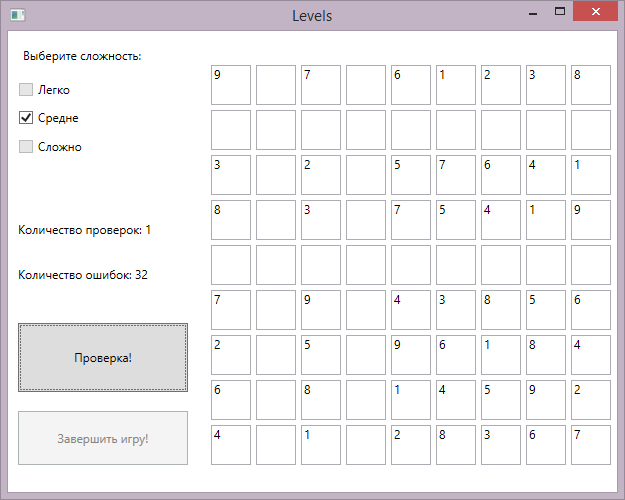 Levels
Выберите сложность:
Легко
Средне
Сложно
Количество проверок: 1
Количество ошибок: 32
Проверка!
Завершить игру!
9 7 6 1 2 3 8
3 2 5 7 6 4 1
8 3 7 5 4 1 9
7 9 4 3 8 5 6
2 5 9 6 1 8 4
6 8 1 4 5 9 2
4 1 2 8 3 6 7